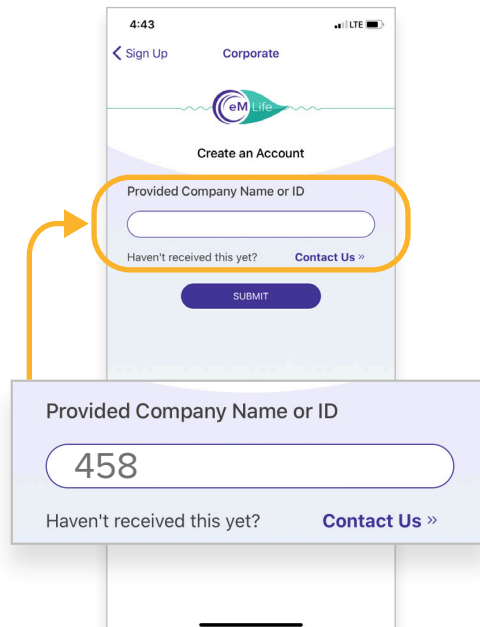 4:43 LTE
Sign Up Corporate
eM Life
Create an Account
Provided Company Name or ID
Haven't received this yet? Contact Us »
SUBMIT
Provided Company Name or ID
458
Haven't received this yet? Contact Us »